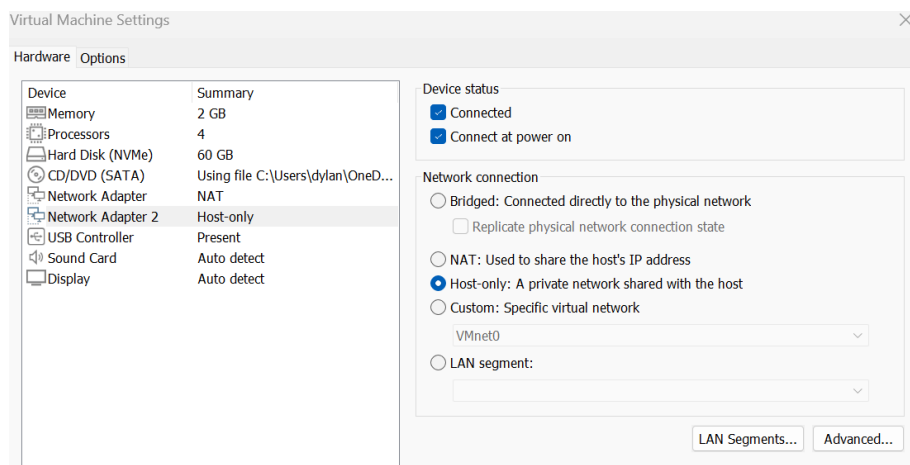 Virtual Machine Settings
Hardware Options
Device Summary
Memory 2 GB
Processors 4
Hard Disk (NVMe) 60 GB
CD/DVD (SATA) Using file C:\Users\dylan\OneD...
Network Adapter NAT
Network Adapter 2 Host-only
USB Controller Present
Sound Card Auto detect
Display Auto detect
Device status
Connected
Connect at power on
Network connection
Bridged: Connected directly to the physical network
Replicate physical network connection state
NAT: Used to share the host's IP address
Host-only: A private network shared with the host
Custom: Specific virtual network
VMnet0
LAN segment:
LAN Segments... Advanced...